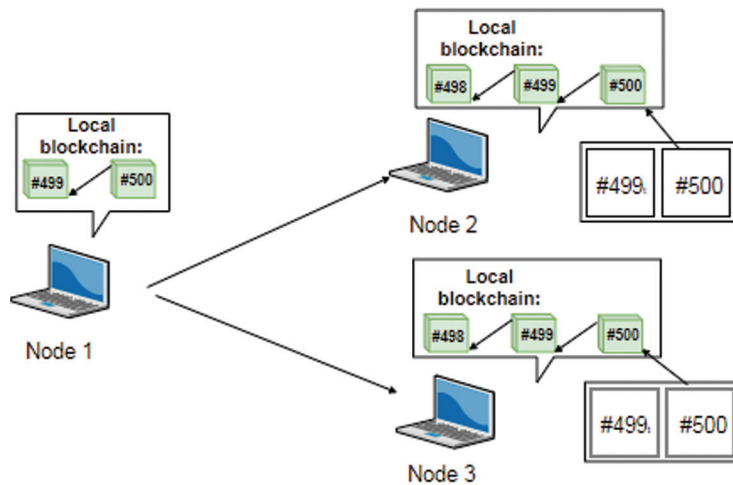 Local
blockchain:
#499 #500
Node 1
Local
blockchain:
#498 #499 #500
#499 #500
Node 2
Local
blockchain:
#498 #499 #500
#499 #500
Node 3